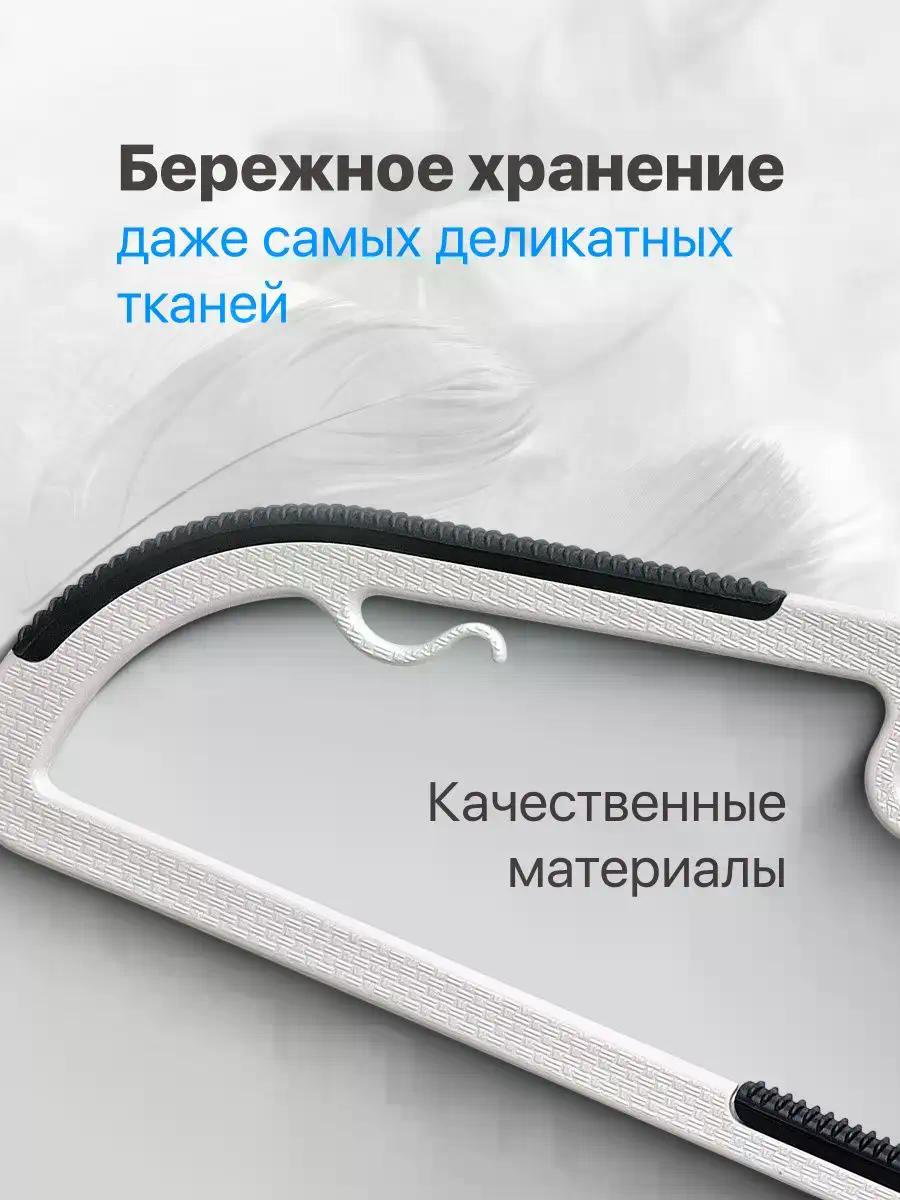 Бережное хранение
даже самых деликатных
тканей
Качественные
материалы